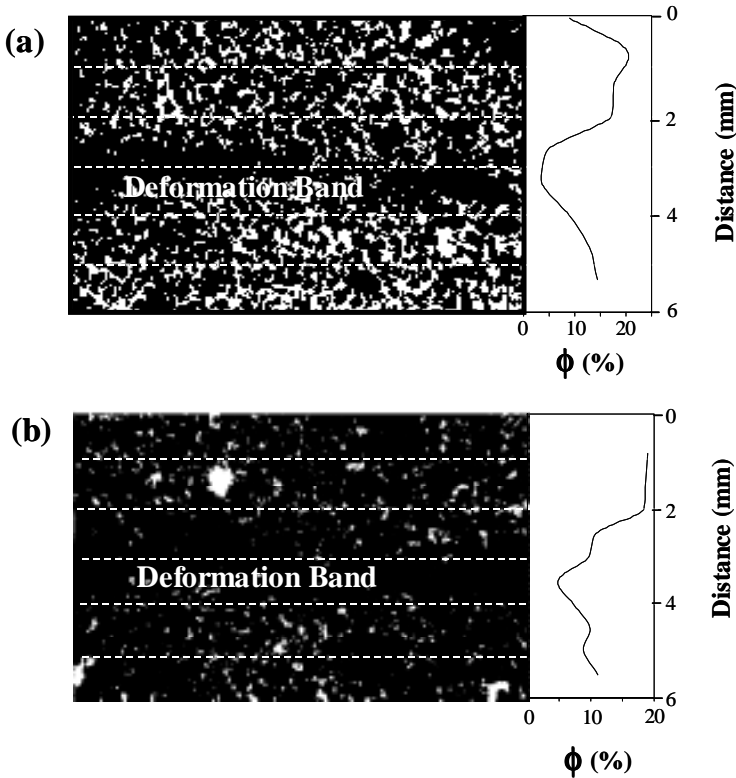 (a)
Deformation Band
0
2
4
6
Distance (mm)
0 10 20
ϕ (%)
(b)
Deformation Band
0
2
4
6
Distance (mm)
0 10 20
ϕ (%)